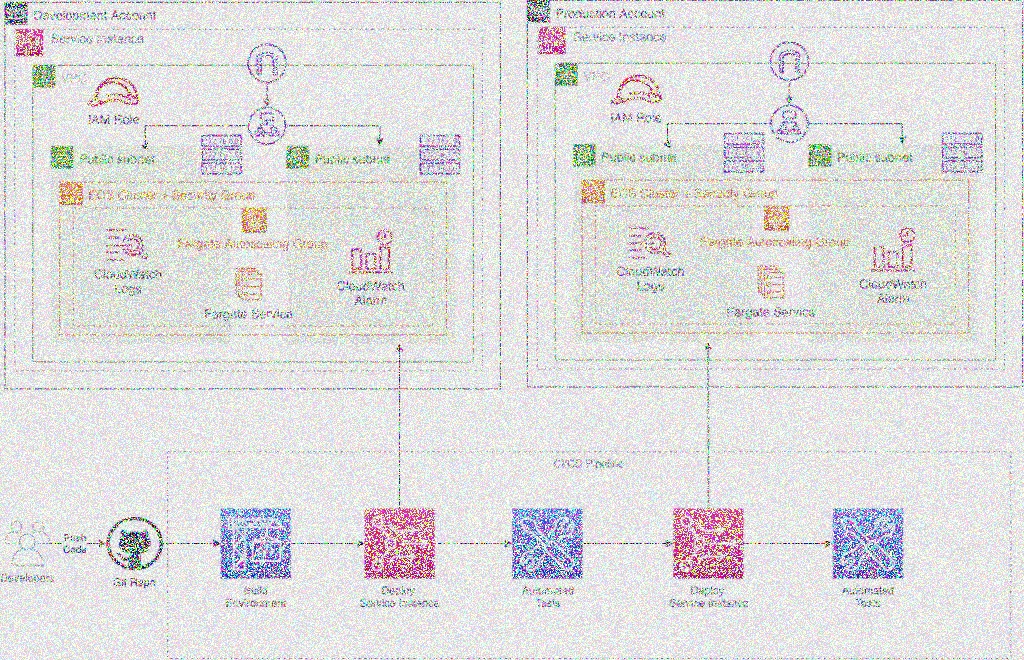 Development Account
Service Instance
VPC
IAM Role
Public subnet
Public subnet
ECS Cluster + Security Group
Fargate Autoscaling Group
CloudWatch
Logs
CloudWatch
Alarm
Fargate Service
Production Account
Service Instance
VPC
IAM Role
Public subnet
Public subnet
ECS Cluster + Security Group
Fargate Autoscaling Group
CloudWatch
Logs
CloudWatch
Alarm
Fargate Service
CI/CD Pipeline
Developers
Push
Code
Git Repo
Build
Environment
Deploy
Service Instance
Automated
Tests
Deploy
Service Instance
Automated
Tests